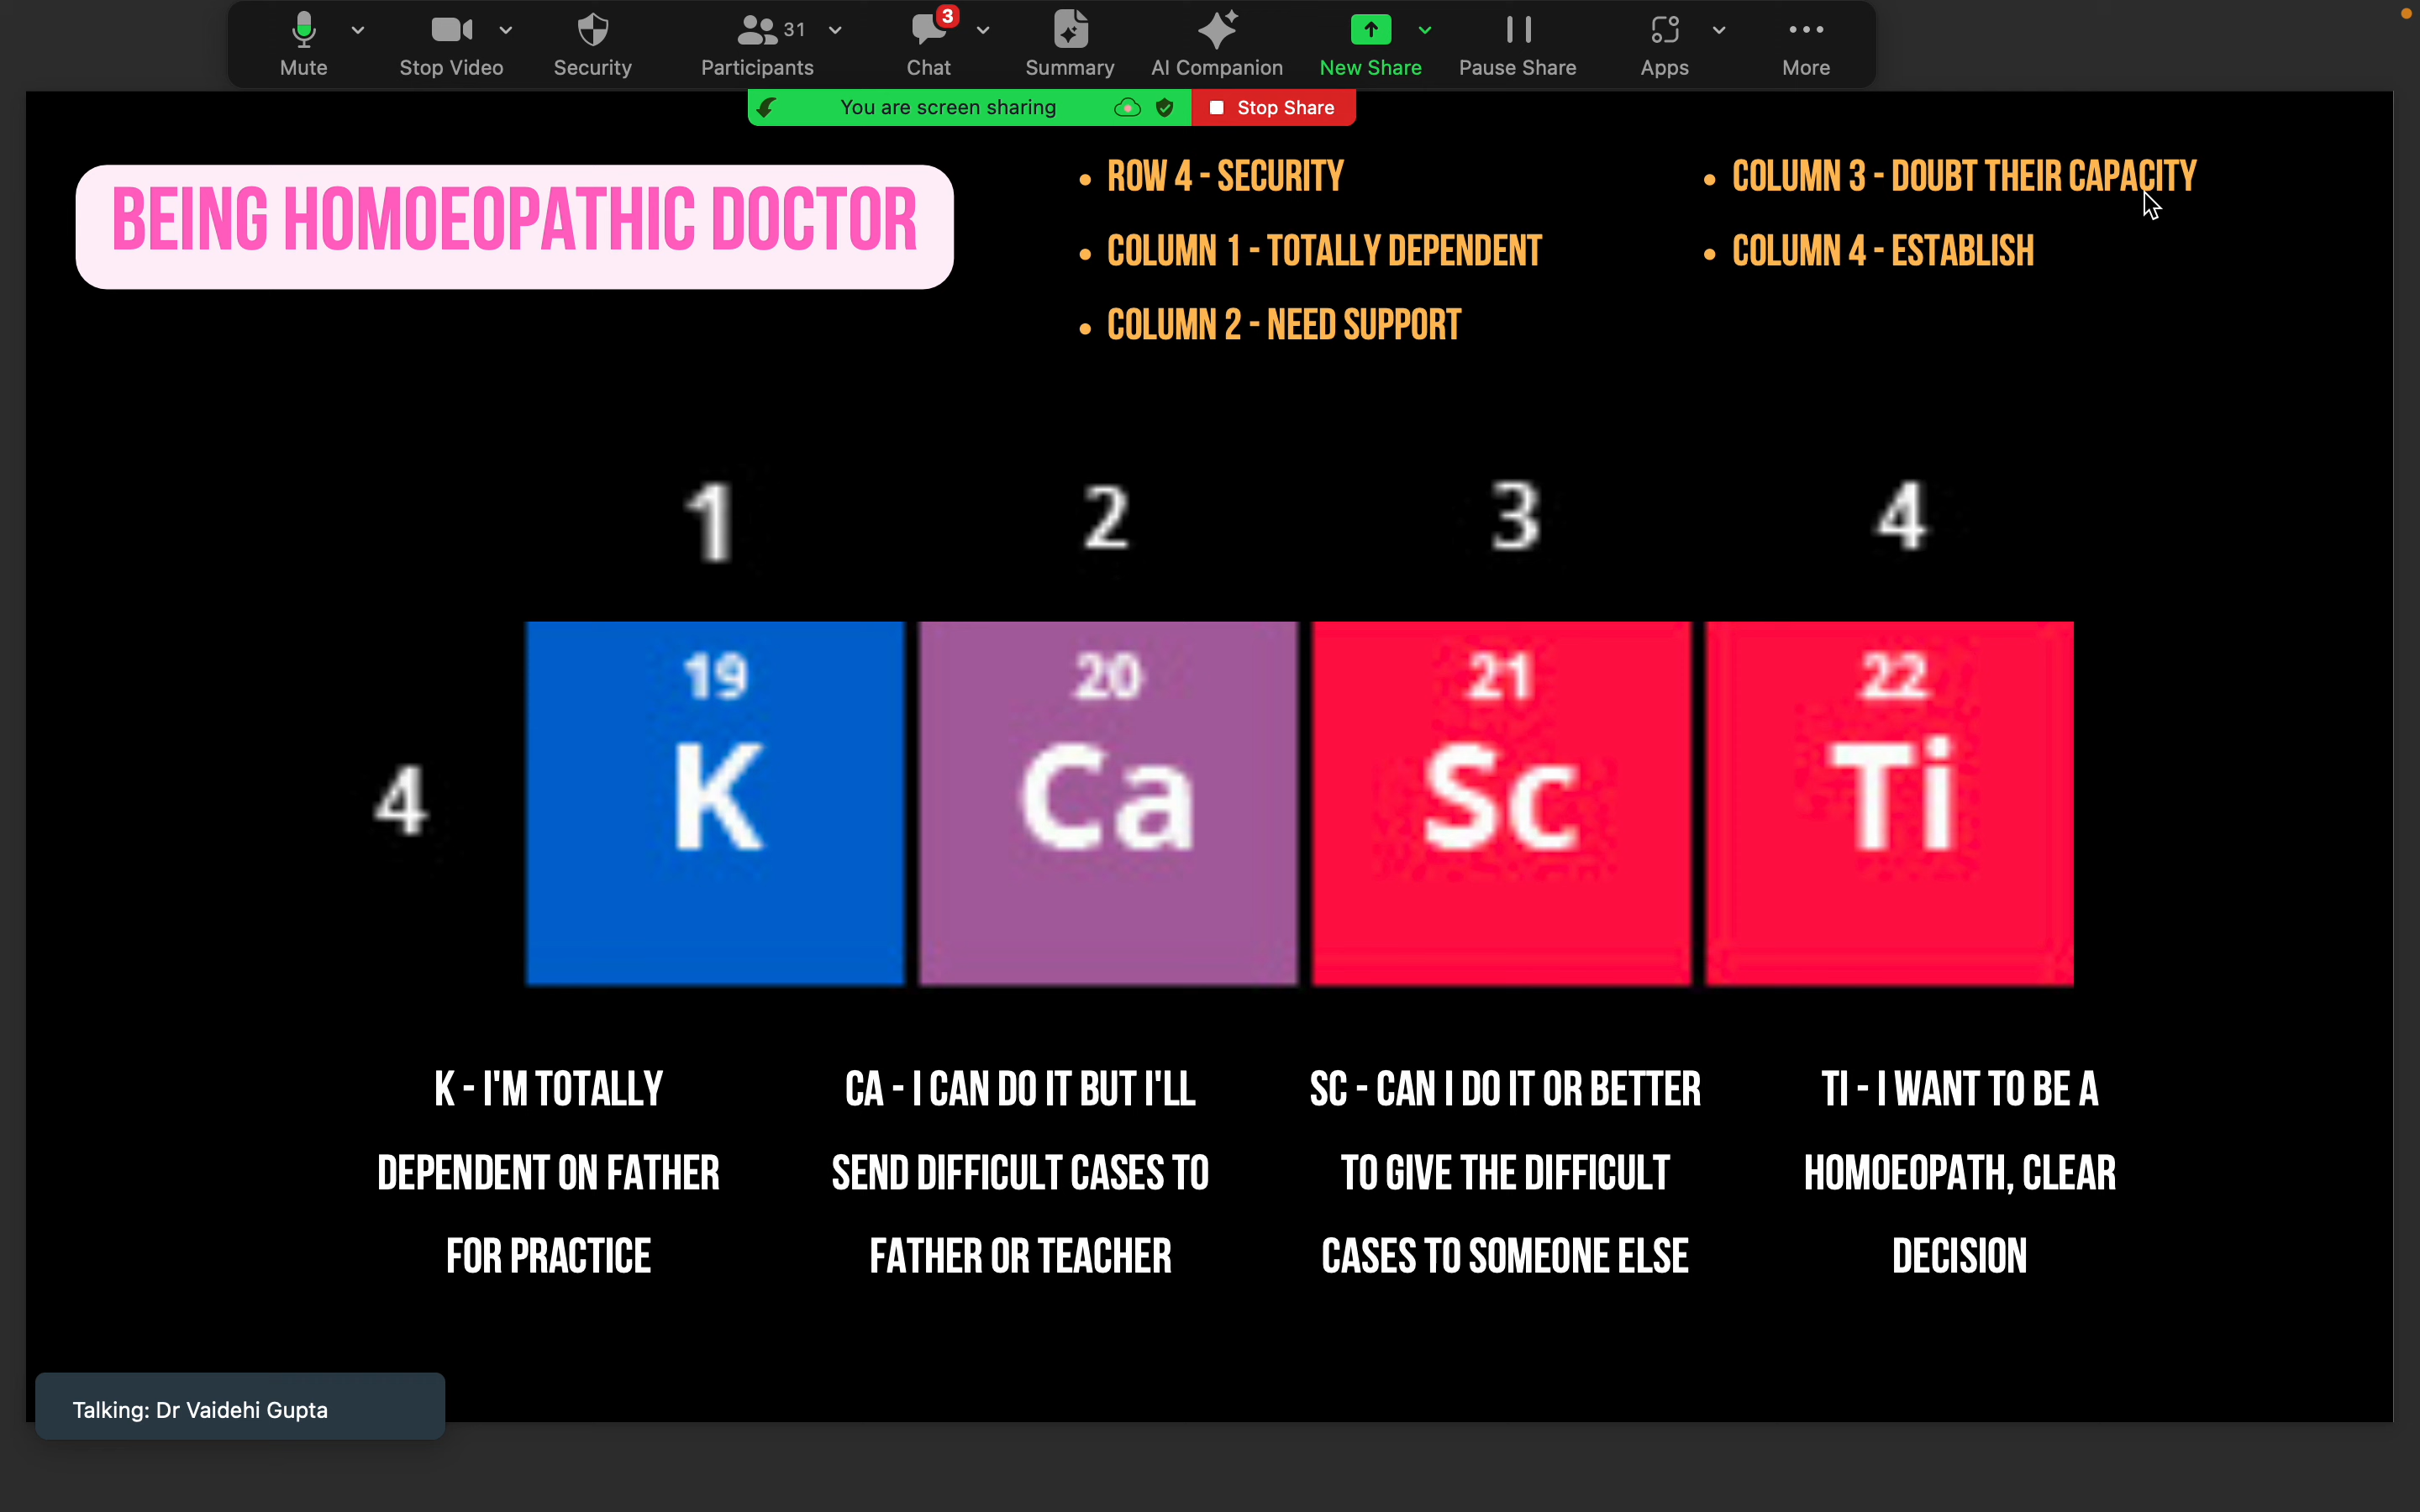 3
31
Mute
Stop Video
Security
Participants
Chat
Summary
AI Companion
New Share
Pause Share
Apps
More
You are screen sharing
Stop Share
BEING HOMOEOPATHIC DOCTOR
ROW 4 - SECURITY
COLUMN 1 - TOTALLY DEPENDENT
COLUMN 2 - NEED SUPPORT
COLUMN 3 - DOUBT THEIR CAPACITY
COLUMN 4 - ESTABLISH
1 2 3 4
19 20 21 22
4 K Ca Sc Ti
K - I'M TOTALLY
DEPENDENT ON FATHER
FOR PRACTICE
CA - I CAN DO IT BUT I'LL
SEND DIFFICULT CASES TO
FATHER OR TEACHER
SC - CAN I DO IT OR BETTER
TO GIVE THE DIFFICULT
CASES TO SOMEONE ELSE
TI - I WANT TO BE A
HOMOEOPATH, CLEAR
DECISION
Talking: Dr Vaidehi Gupta